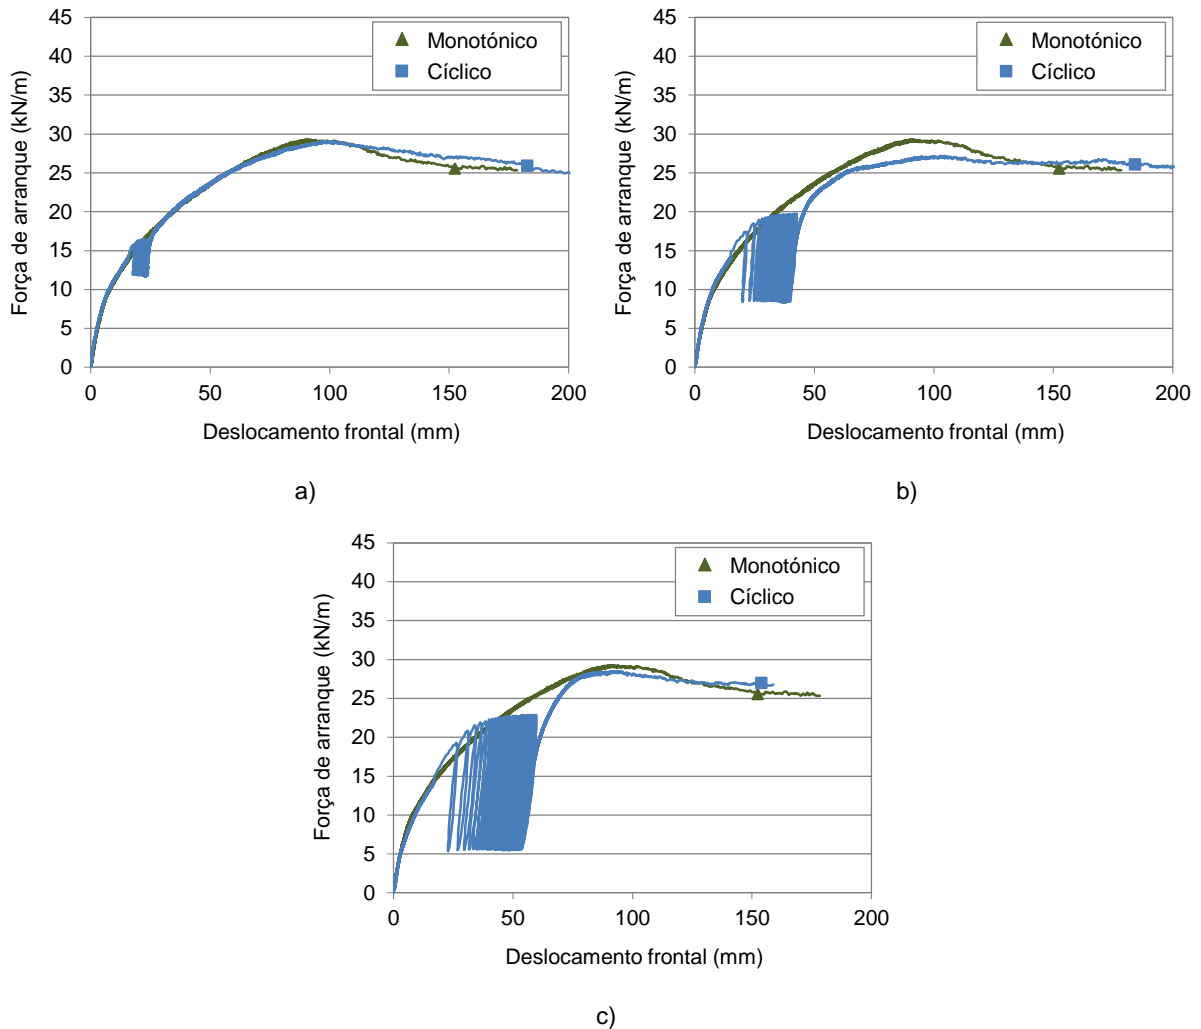 45
40
35
30
25
20
15
10
5
0
Força de arranque (kN/m)
Monotónico
Cíclico
0 50 100 150 200
Deslocamento frontal (mm)
a)
45
40
35
30
25
20
15
10
5
0
Força de arranque (kN/m)
Monotónico
Cíclico
0 50 100 150 200
Deslocamento frontal (mm)
b)
45
40
35
30
25
20
15
10
5
0
Força de arranque (kN/m)
Monotónico
Cíclico
0 50 100 150 200
Deslocamento frontal (mm)
c)